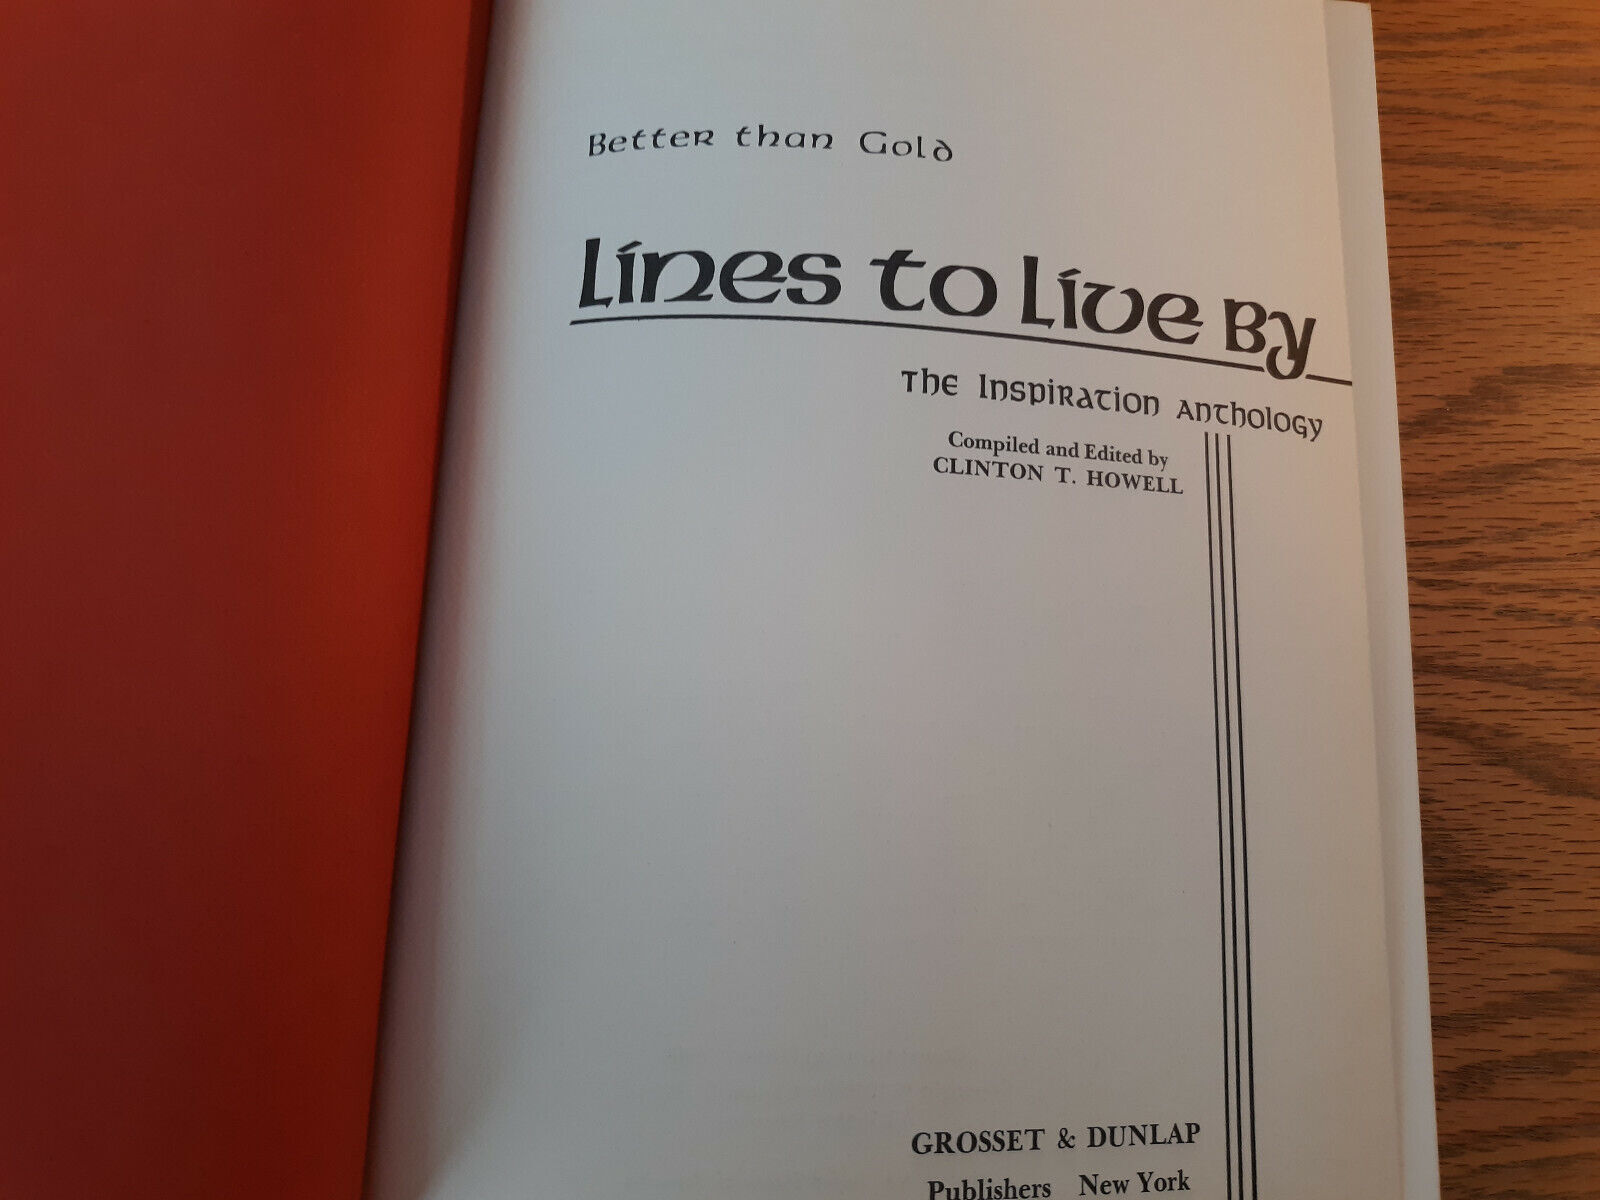 Better than Gold
Lines to Live By
The Inspiration Anthology
Compiled and Edited by
CLINTON T. HOWELL
GROSSET & DUNLAP
Publishers New York